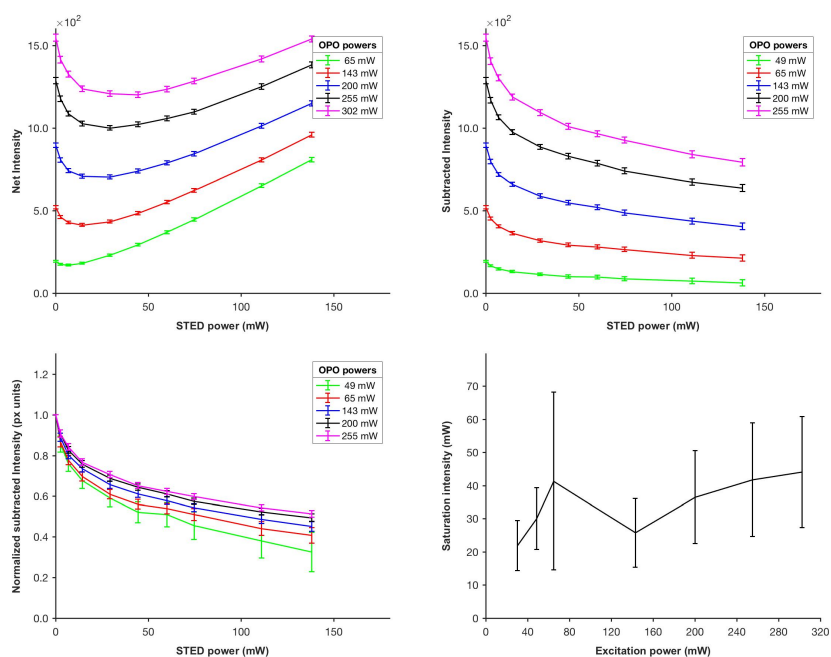 ×10²
15.0
10.0
5.0
0.0
0
50
100
150
Net Intensity
STED power (mW)
OPO powers
65 mW
143 mW
200 mW
255 mW
302 mW
×10²
15.0
10.0
5.0
0.0
0
50
100
150
Subtracted Intensity
STED power (mW)
OPO powers
49 mW
65 mW
143 mW
200 mW
255 mW
1.2
1.0
0.8
0.6
0.4
0.2
0.0
0
50
100
150
Normalized subtracted Intensity (px units)
STED power (mW)
OPO powers
49 mW
65 mW
143 mW
200 mW
255 mW
70
60
50
40
30
20
10
0
0
40
80
120
160
200
240
280
320
Saturation intensity (mW)
Excitation power (mW)